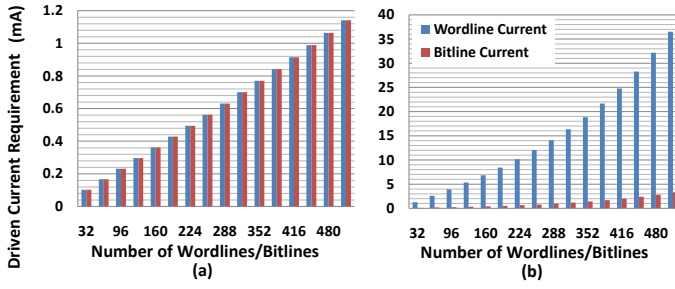 Driven Current Requirement (mA)
1.2
1
0.8
0.6
0.4
0.2
0
32 96 160 224 288 352 416 480
Number of Wordlines/Bitlines
(a)
40
35
30
25
20
15
10
5
0
Wordline Current
Bitline Current
32 96 160 224 288 352 416 480
Number of Wordlines/Bitlines
(b)